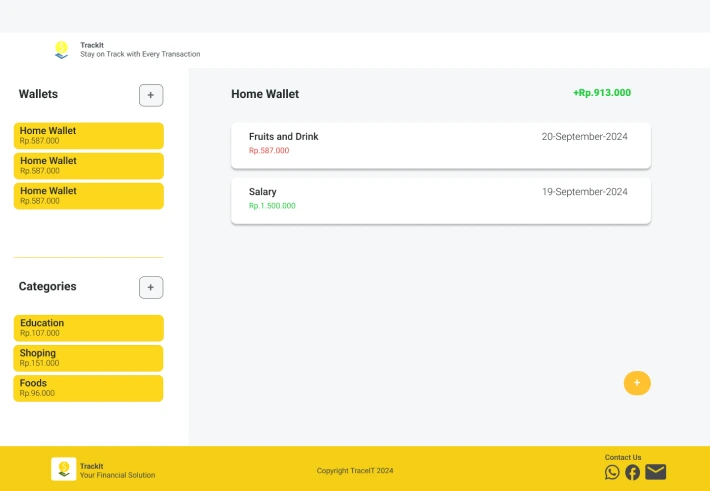 TrackIt
Stay on Track with Every Transaction
Wallets
+
Home Wallet
Rp.587.000
Home Wallet
Rp.587.000
Home Wallet
Rp.587.000
Categories
+
Education
Rp.107.000
Shoping
Rp.151.000
Foods
Rp.96.000
Home Wallet
+Rp.913.000
Fruits and Drink
20-September-2024
Rp.587.000
Salary
19-September-2024
Rp.1.500.000
+
TrackIt
Your Financial Solution
Copyright TraceIT 2024
Contact Us